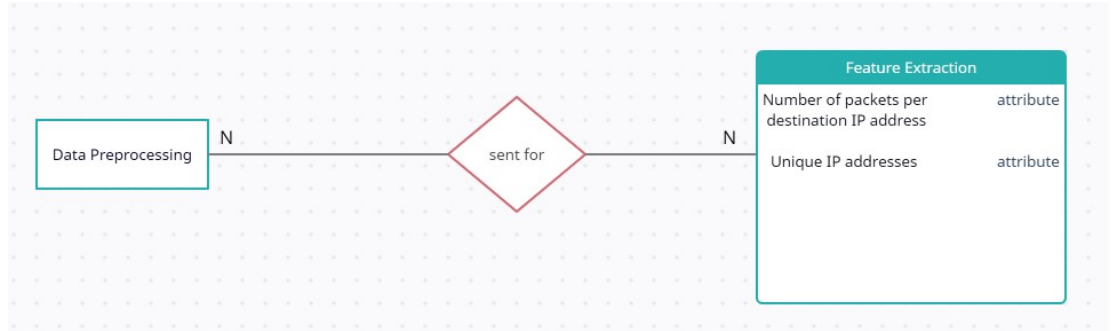 Feature Extraction
Number of packets per attribute
destination IP address
N N
Data Preprocessing sent for
Unique IP addresses attribute